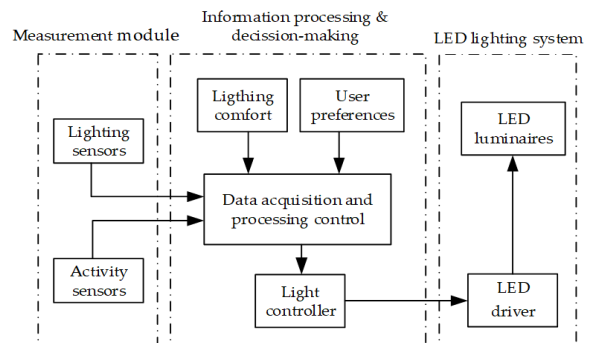 Information processing &
decission-making
Measurement module
LED lighting system
Ligthing
comfort
User
preferences
LED
luminaires
Lighting
sensors
Data acquisition and
processing control
Activity
sensors
Light
controller
LED
driver